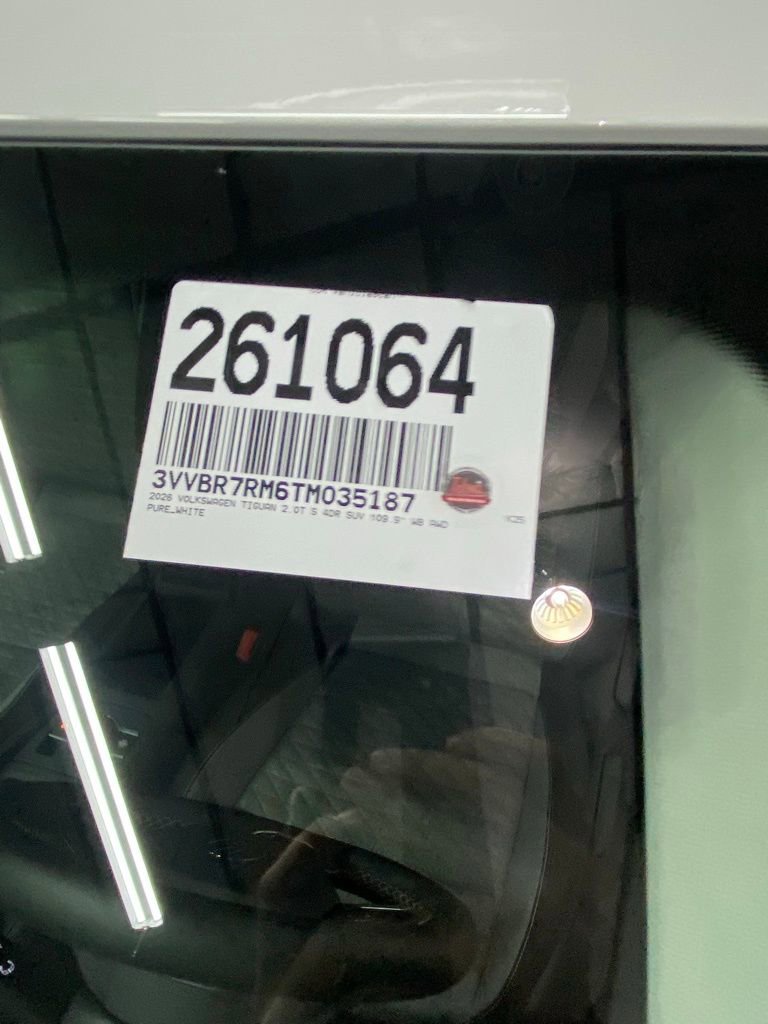 261064
3VVBR7RM6TM035187
2026 VOLKSWAGEN TIGUAN 2.0T S 4DR SUV 109.9" WB AWD
PURE_WHITE